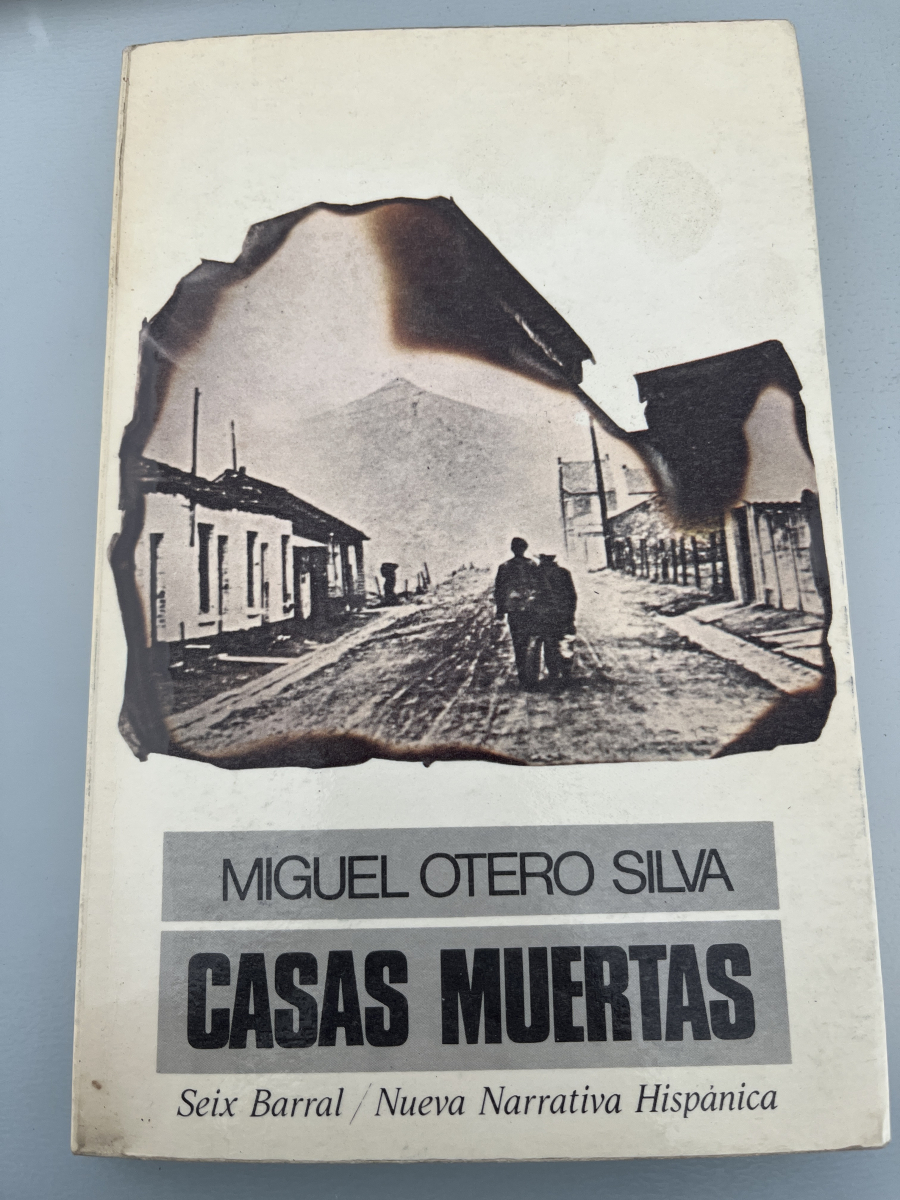 MIGUEL OTERO SILVA
CASAS MUERTAS
Seix Barral / Nueva Narrativa Hispánica